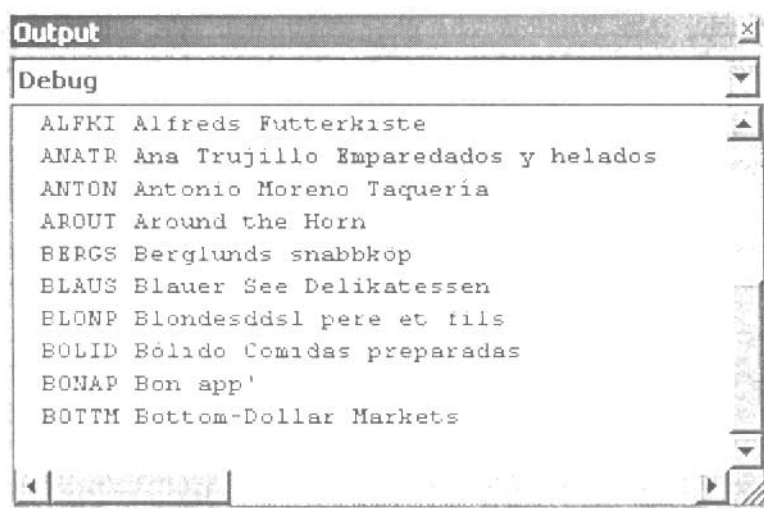 Output
Debug
ALFKI Alfreds Futterkiste
ANATR Ana Trujillo Emparedados y helados
ANTON Antonio Moreno Taquería
AROUT Around the Horn
BERGS Berglunds snabbköp
BLAUS Blauer See Delikatessen
BLONP Blondesddsl père et fils
BOLID Bólido Comidas preparadas
BONAP Bon app'
BOTTM Bottom-Dollar Markets